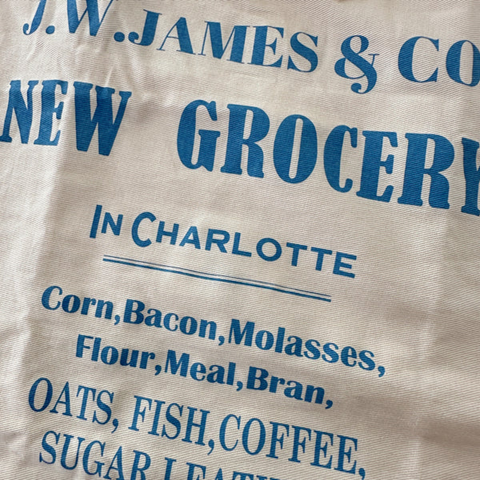 J.W.JAMES & CO
NEW GROCERY
IN CHARLOTTE
Corn,Bacon,Molasses,
Flour,Meal,Bran,
OATS, FISH,COFFEE,
SUGAR